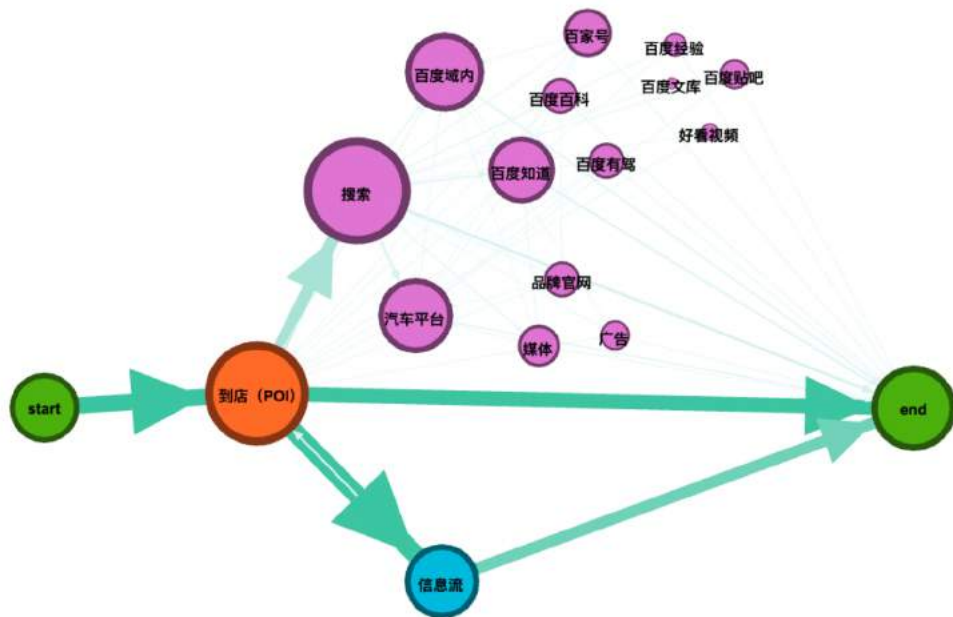 百家号
百度经验
百度域内
百度贴吧
百度文库
百度百科
好看视频
百度有驾
百度知道
搜索
品牌官网
汽车平台
广告
媒体
到店（POI）
start
end
信息流